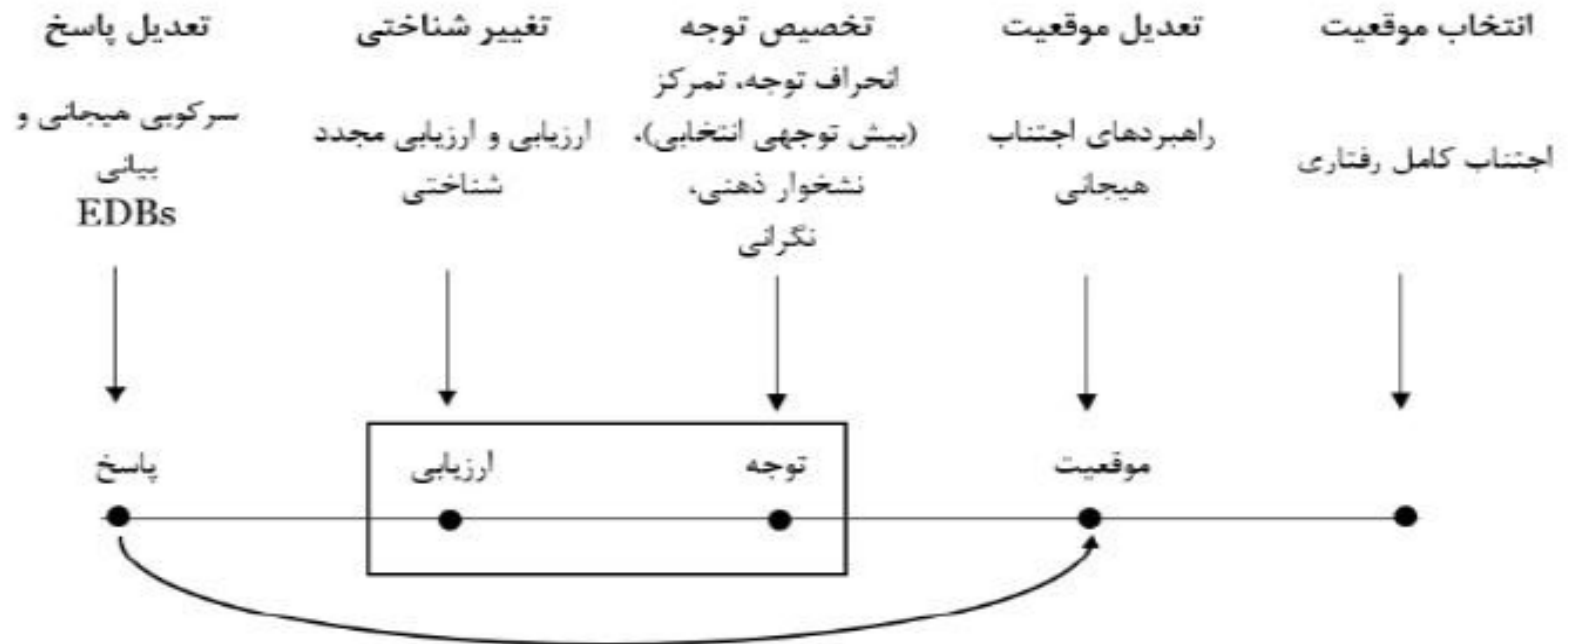 انتخاب موقعیت
اجتناب کامل رفتاری
تعدیل موقعیت
راهبردهای اجتناب
هیجانی
تخصیص توجه
انحراف توجه، تمرکز
(بیش توجهی انتخابی)،
نشخوار ذهنی،
نگرانی
تغییر شناختی
ارزیابی و ارزیابی مجدد
شناختی
تعدیل پاسخ
سرکوبی هیجانی و
بیانی
EDBs
موقعیت
توجه
ارزیابی
پاسخ